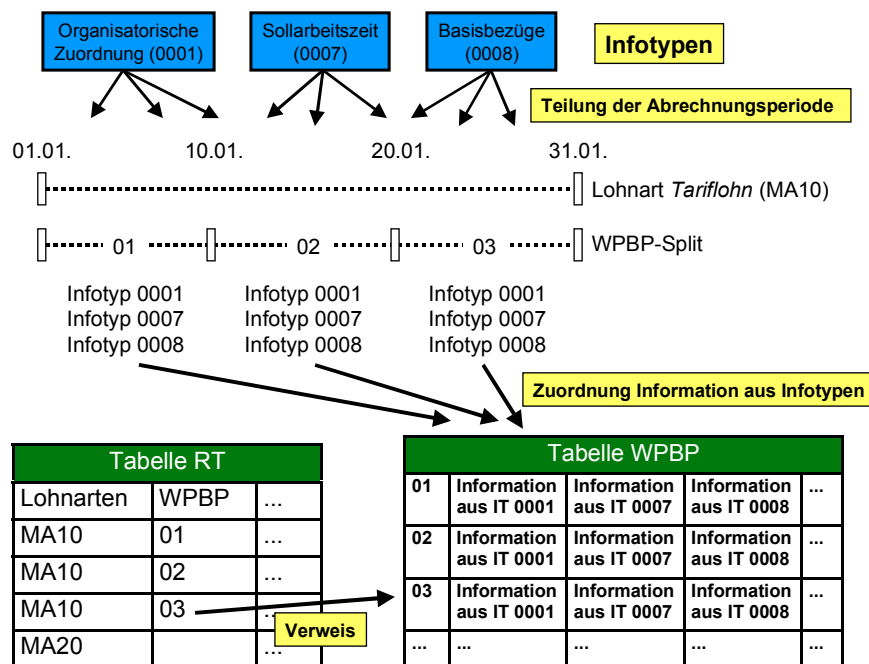 Organisatorische
Zuordnung (0001)
Sollarbeitszeit
(0007)
Basisbezüge
(0008)
Infotypen
Teilung der Abrechnungsperiode
01.01. 10.01. 20.01. 31.01.
Lohnart Tariflohn (MA10)
01 02 03 WPBP-Split
Infotyp 0001 Infotyp 0001 Infotyp 0001
Infotyp 0007 Infotyp 0007 Infotyp 0007
Infotyp 0008 Infotyp 0008 Infotyp 0008
Zuordnung Information aus Infotypen
Tabelle RT
Lohnarten WPBP ...
MA10 01 ...
MA10 02 ...
MA10 03 ...
MA20 ...
Verweis
Tabelle WPBP
01 Information Information Information ...
aus IT 0001 aus IT 0007 aus IT 0008
02 Information Information Information ...
aus IT 0001 aus IT 0007 aus IT 0008
03 Information Information Information ...
aus IT 0001 aus IT 0007 aus IT 0008
... ... ... ... ...